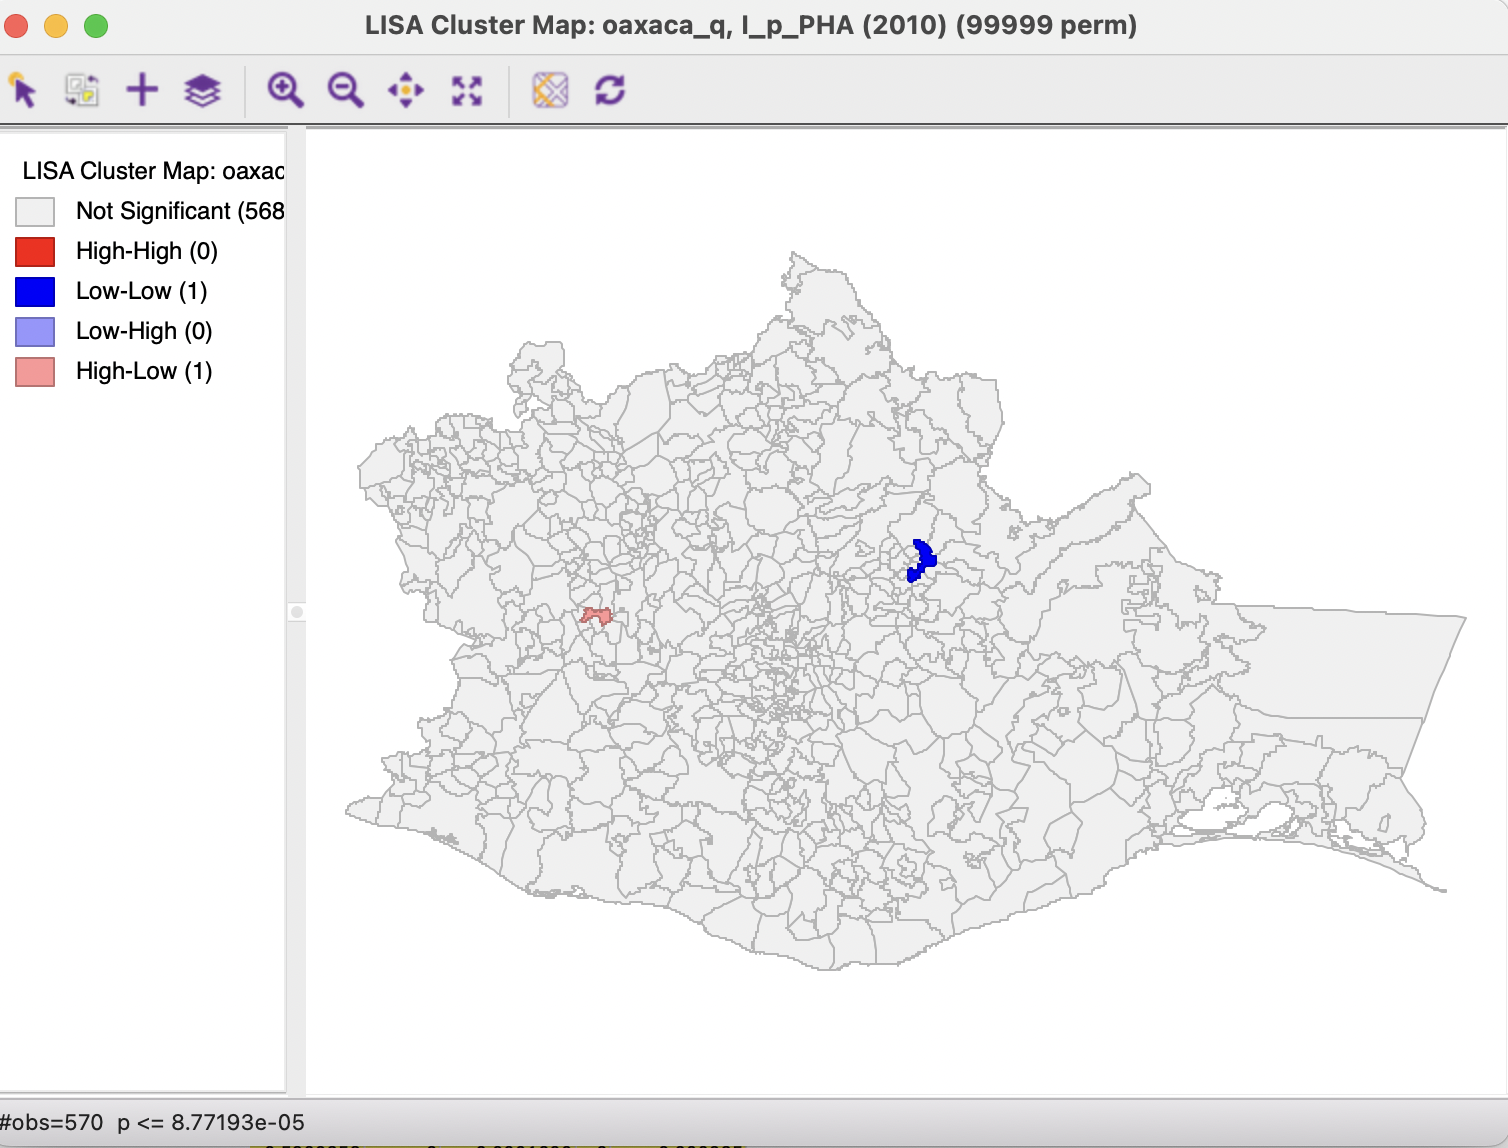 LISA Cluster Map: oaxaca_q, I_p_PHA (2010) (99999 perm)
LISA Cluster Map: oaxac
Not Significant (568
High-High (0)
Low-Low (1)
Low-High (0)
High-Low (1)
#obs=570 p <= 8.77193e-05